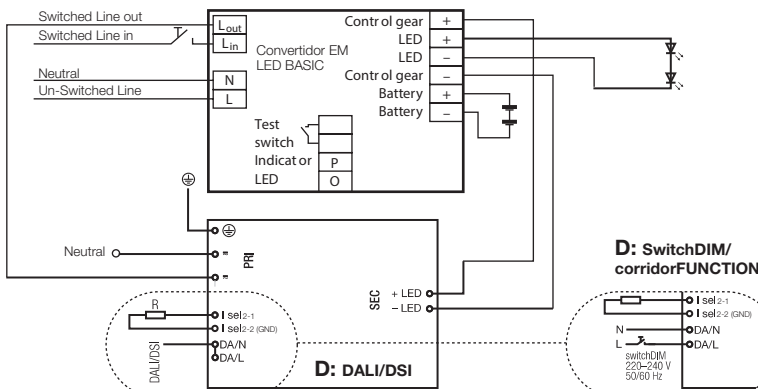 Switched Line out
Switched Line in
Neutral
Un-Switched Line
Lout
Lin
N
L
Convertidor EM
LED BASIC
Control gear +
LED +
LED –
Control gear –
Battery +
Battery –
Test
switch
Indicator
LED
P
O
Neutral
PRI
SEC
+ LED
– LED
R
I sel2-1
I sel2-2 (GND)
DA/N
DA/L
DALI/DSI
D: DALI/DSI
D: SwitchDIM/
corridorFUNCTION
I sel2-1
I sel2-2 (GND)
N
DA/N
L
DA/L
switchDIM
220–240 V
50/60 Hz